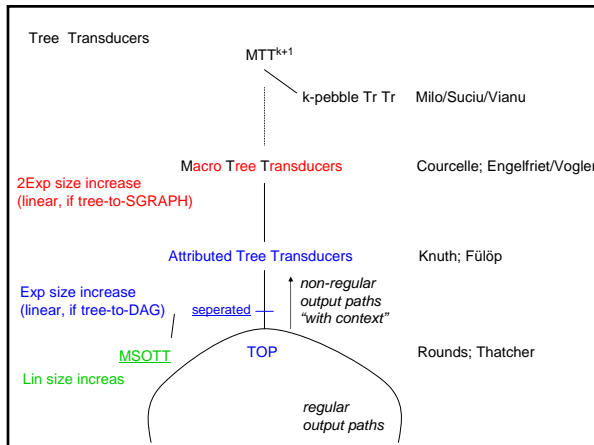 Tree Transducers
MTTk+1
k-pebble Tr Tr Milo/Suciu/Vianu
Macro Tree Transducers Courcelle; Engelfriet/Vogler
2Exp size increase
(linear, if tree-to-SGRAPH)
Attributed Tree Transducers Knuth; Fülöp
non-regular
output paths
“with context”
Exp size increase
(linear, if tree-to-DAG)
seperated
MSOTT TOP Rounds; Thatcher
Lin size increas
regular
output paths